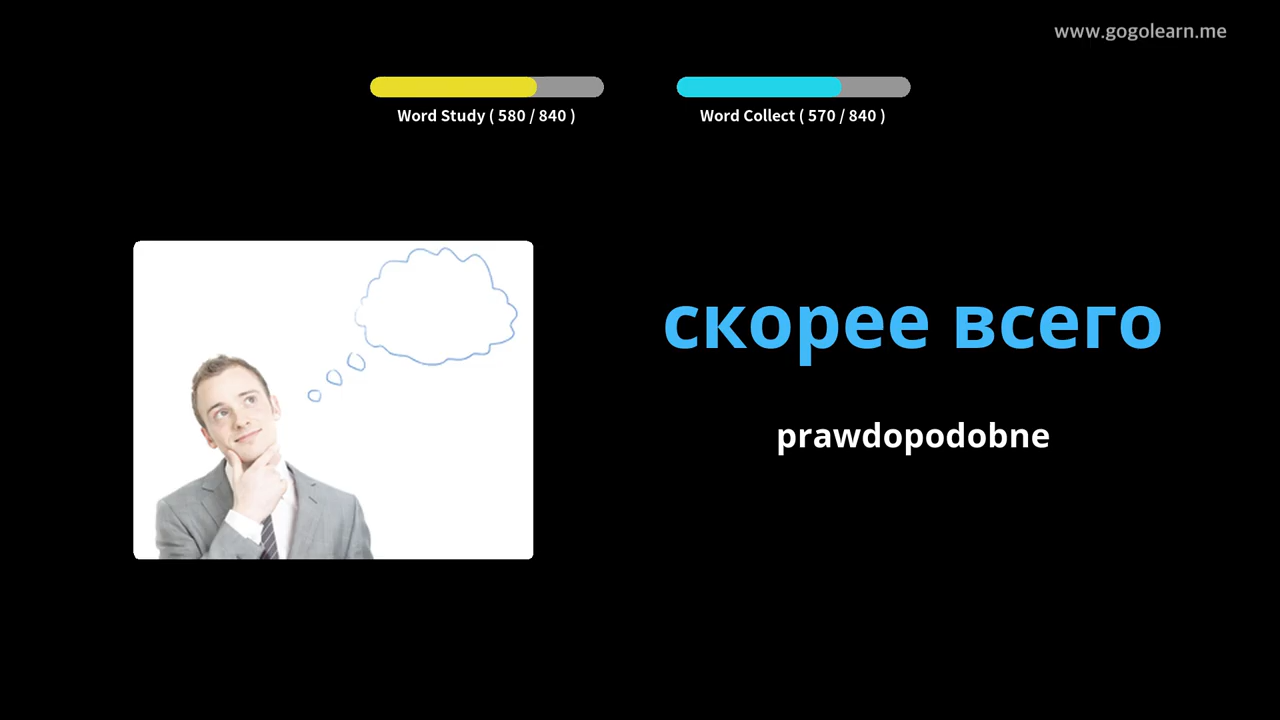 www.gogolearn.me
Word Study ( 580 / 840 )
Word Collect ( 570 / 840 )
скорее всего
prawdopodobne